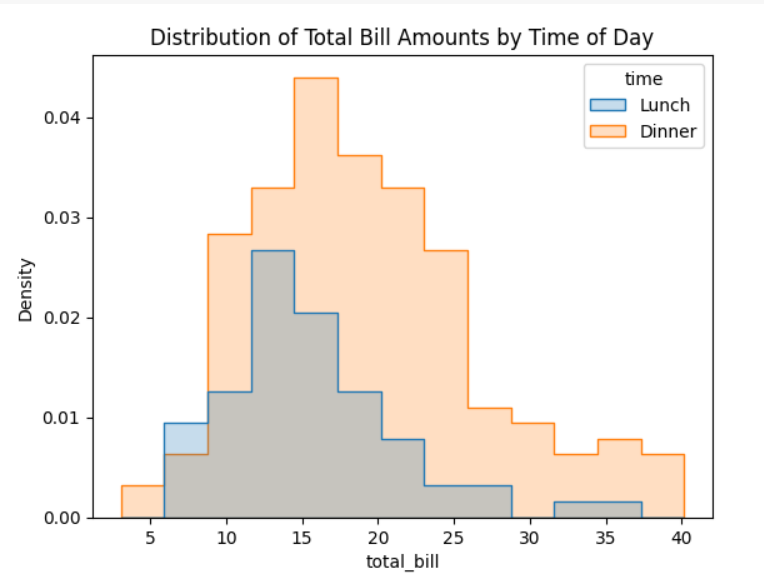 Distribution of Total Bill Amounts by Time of Day
time
Lunch
Dinner
0.04
0.03
0.02
0.01
0.00
Density
5 10 15 20 25 30 35 40
total_bill